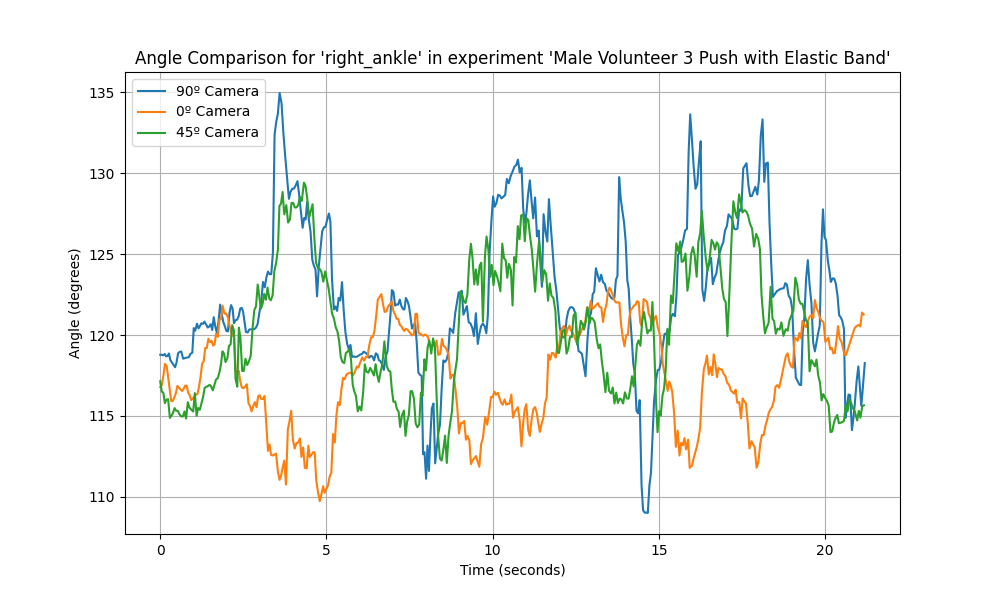 Angle Comparison for 'right_ankle' in experiment 'Male Volunteer 3 Push with Elastic Band'
90º Camera
0º Camera
45º Camera
Angle (degrees)
135
130
125
120
115
110
0 5 10 15 20
Time (seconds)